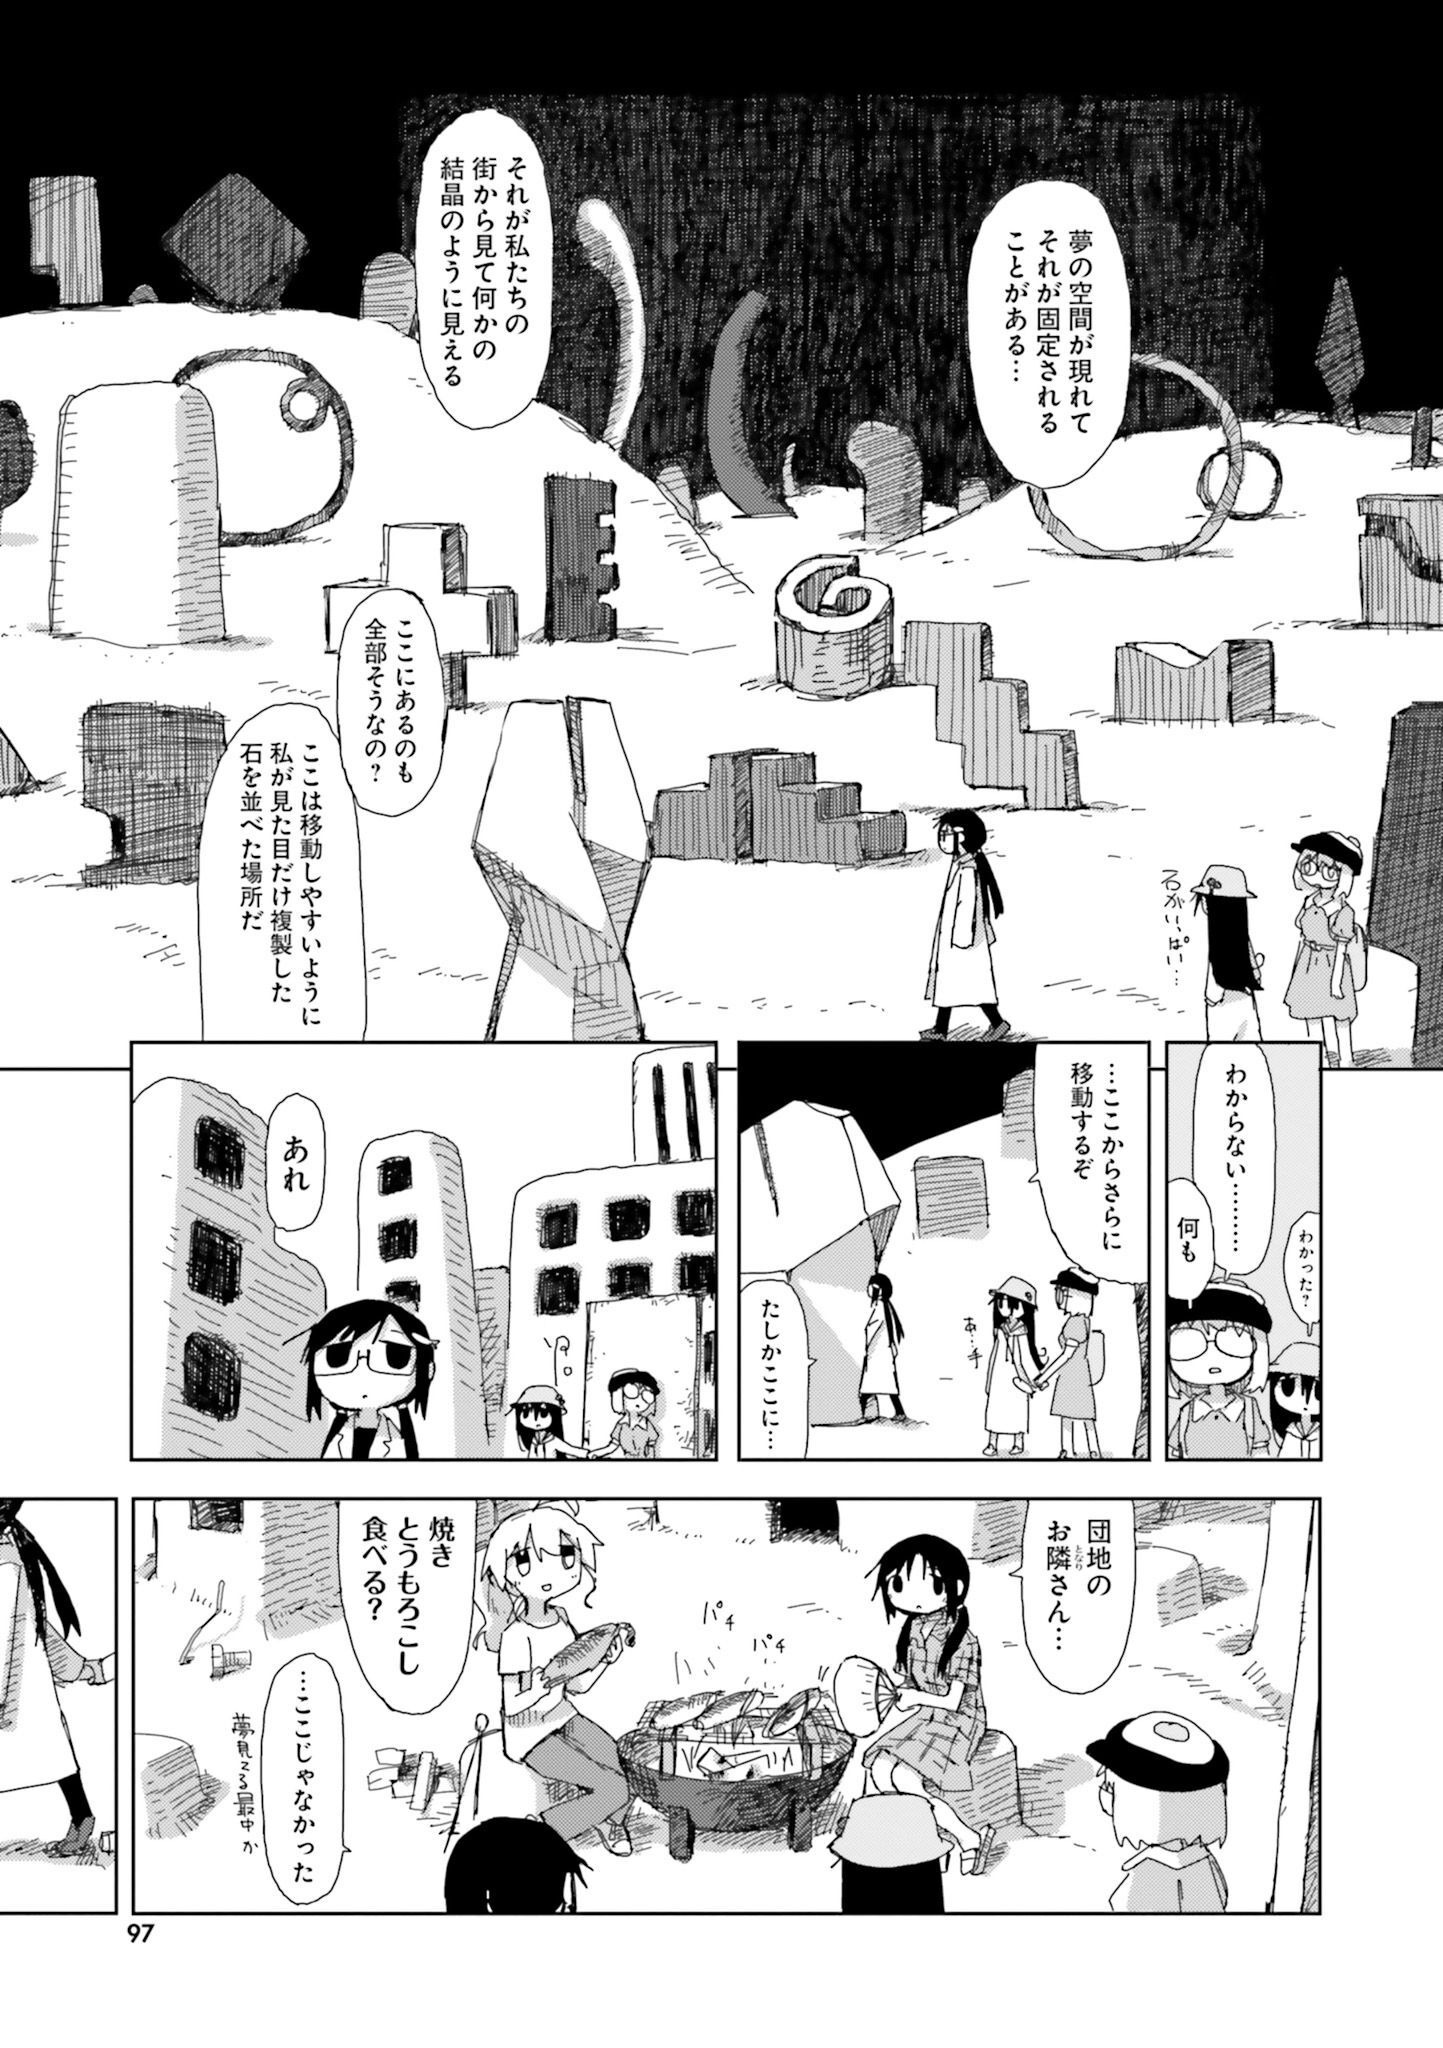 夢の空間が現れて
それが固定される
ことがある…
それが私たちの
街から見て何かの
結晶のように見える
ここにあるのも
全部そうなの?
ここは移動しやすいように
私が見た目だけ複製した
石を並べた場所だ
石がいっぱい…
わかった?
わからない………
何も
…ここからさらに
移動するぞ
あ…手
たしかここに…
あれ
団地の
お隣さん…
となり
パチ
パチ
焼き
とうもろこし
食べる?
…ここじゃなかった
夢見てる最中か
97